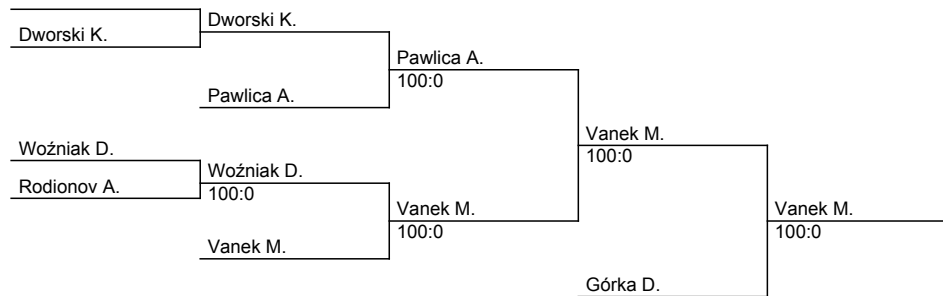 Dworski K.
Dworski K.
Pawlica A.
100:0
Pawlica A.
Woźniak D.
Rodionov A.
Woźniak D.
100:0
Vanek M.
Vanek M.
100:0
Vanek M.
100:0
Górka D.
Vanek M.
100:0